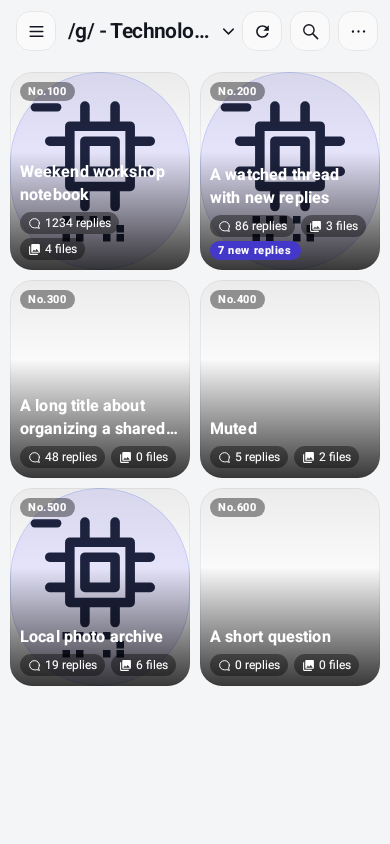 /g/ - Technolo...
No.100
Weekend workshop
notebook
1234 replies
4 files
No.200
A watched thread
with new replies
86 replies
3 files
7 new replies
No.300
A long title about
organizing a shared...
48 replies
0 files
No.400
Muted
5 replies
2 files
No.500
Local photo archive
19 replies
6 files
No.600
A short question
0 replies
0 files